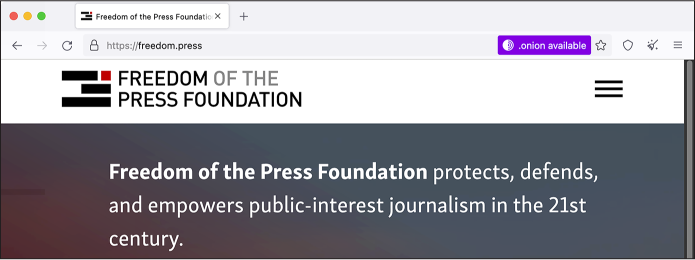 Freedom of the Press Foundatio
https://freedom.press
.onion available
FREEDOM OF THE
PRESS FOUNDATION
Freedom of the Press Foundation protects, defends,
and empowers public-interest journalism in the 21st
century.